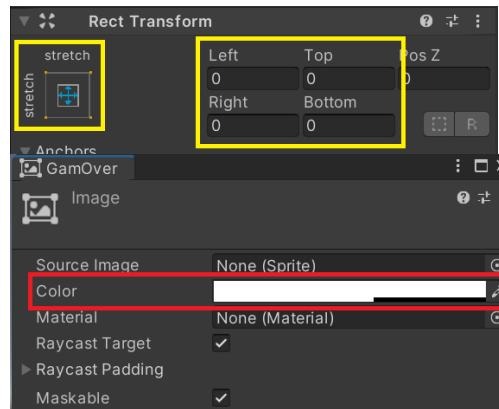 Rect Transform
stretch
stretch
Left Top Pos Z
0 0 0
Right Bottom
0 0 R
Anchors
GamOver
Image
Source Image None (Sprite)
Color
Material None (Material)
Raycast Target
Raycast Padding
Maskable